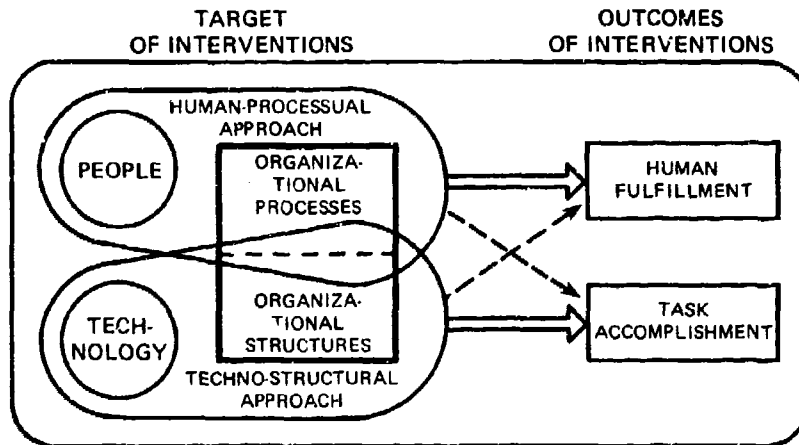 TARGET
OF INTERVENTIONS
OUTCOMES
OF INTERVENTIONS
HUMAN-PROCESSUAL
APPROACH
PEOPLE
ORGANIZA-
TIONAL
PROCESSES
HUMAN
FULFILLMENT
TECH-
NOLOGY
ORGANIZA-
TIONAL
STRUCTURES
TECHNO-STRUCTURAL
APPROACH
TASK
ACCOMPLISHMENT